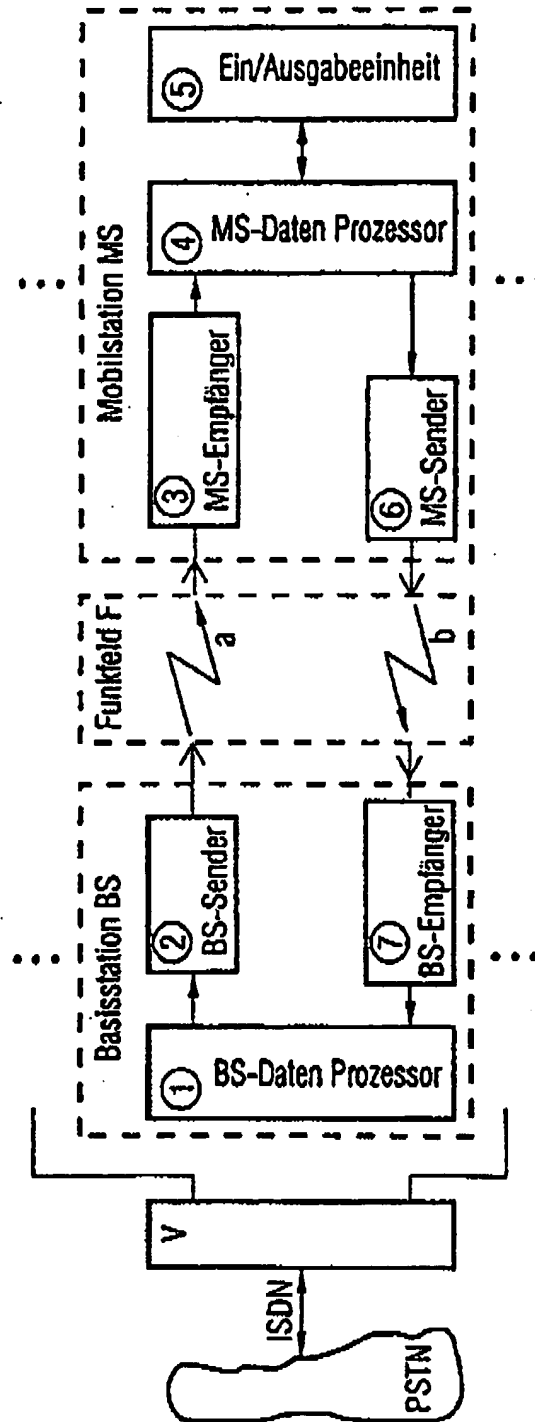 PSTN
ISDN
V
Basisstation BS
1
BS-Daten Prozessor
2
BS-Sender
7
BS-Empfänger
Funkfeld F
a
b
Mobilstation MS
3
MS-Empfänger
4
MS-Daten Prozessor
5
Ein/Ausgabeeinheit
6
MS-Sender